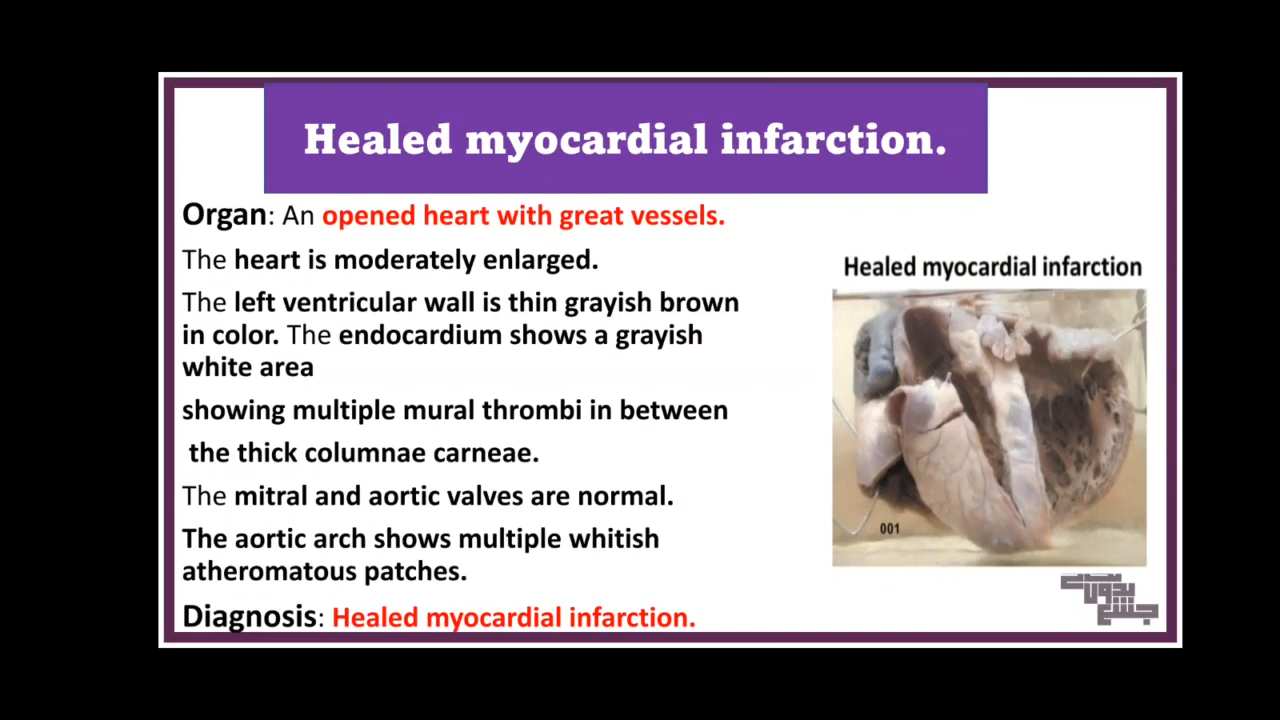 Healed myocardial infarction.
Organ: An opened heart with great vessels.
The heart is moderately enlarged.
The left ventricular wall is thin grayish brown
in color. The endocardium shows a grayish
white area
showing multiple mural thrombi in between
the thick columnae carneae.
The mitral and aortic valves are normal.
The aortic arch shows multiple whitish
atheromatous patches.
Diagnosis: Healed myocardial infarction.
Healed myocardial infarction
001